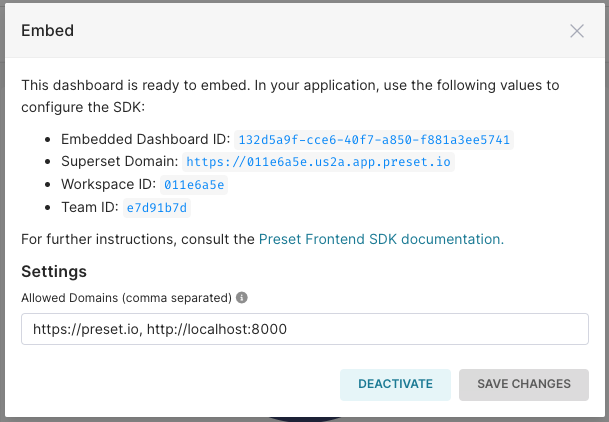 Embed
This dashboard is ready to embed. In your application, use the following values to
configure the SDK:
• Embedded Dashboard ID: 132d5a9f-cce6-40f7-a850-f881a3ee5741
• Superset Domain: https://011e6a5e.us2a.app.preset.io
• Workspace ID: 011e6a5e
• Team ID: e7d91b7d
For further instructions, consult the Preset Frontend SDK documentation.
Settings
Allowed Domains (comma separated)
https://preset.io, http://localhost:8000
DEACTIVATE SAVE CHANGES